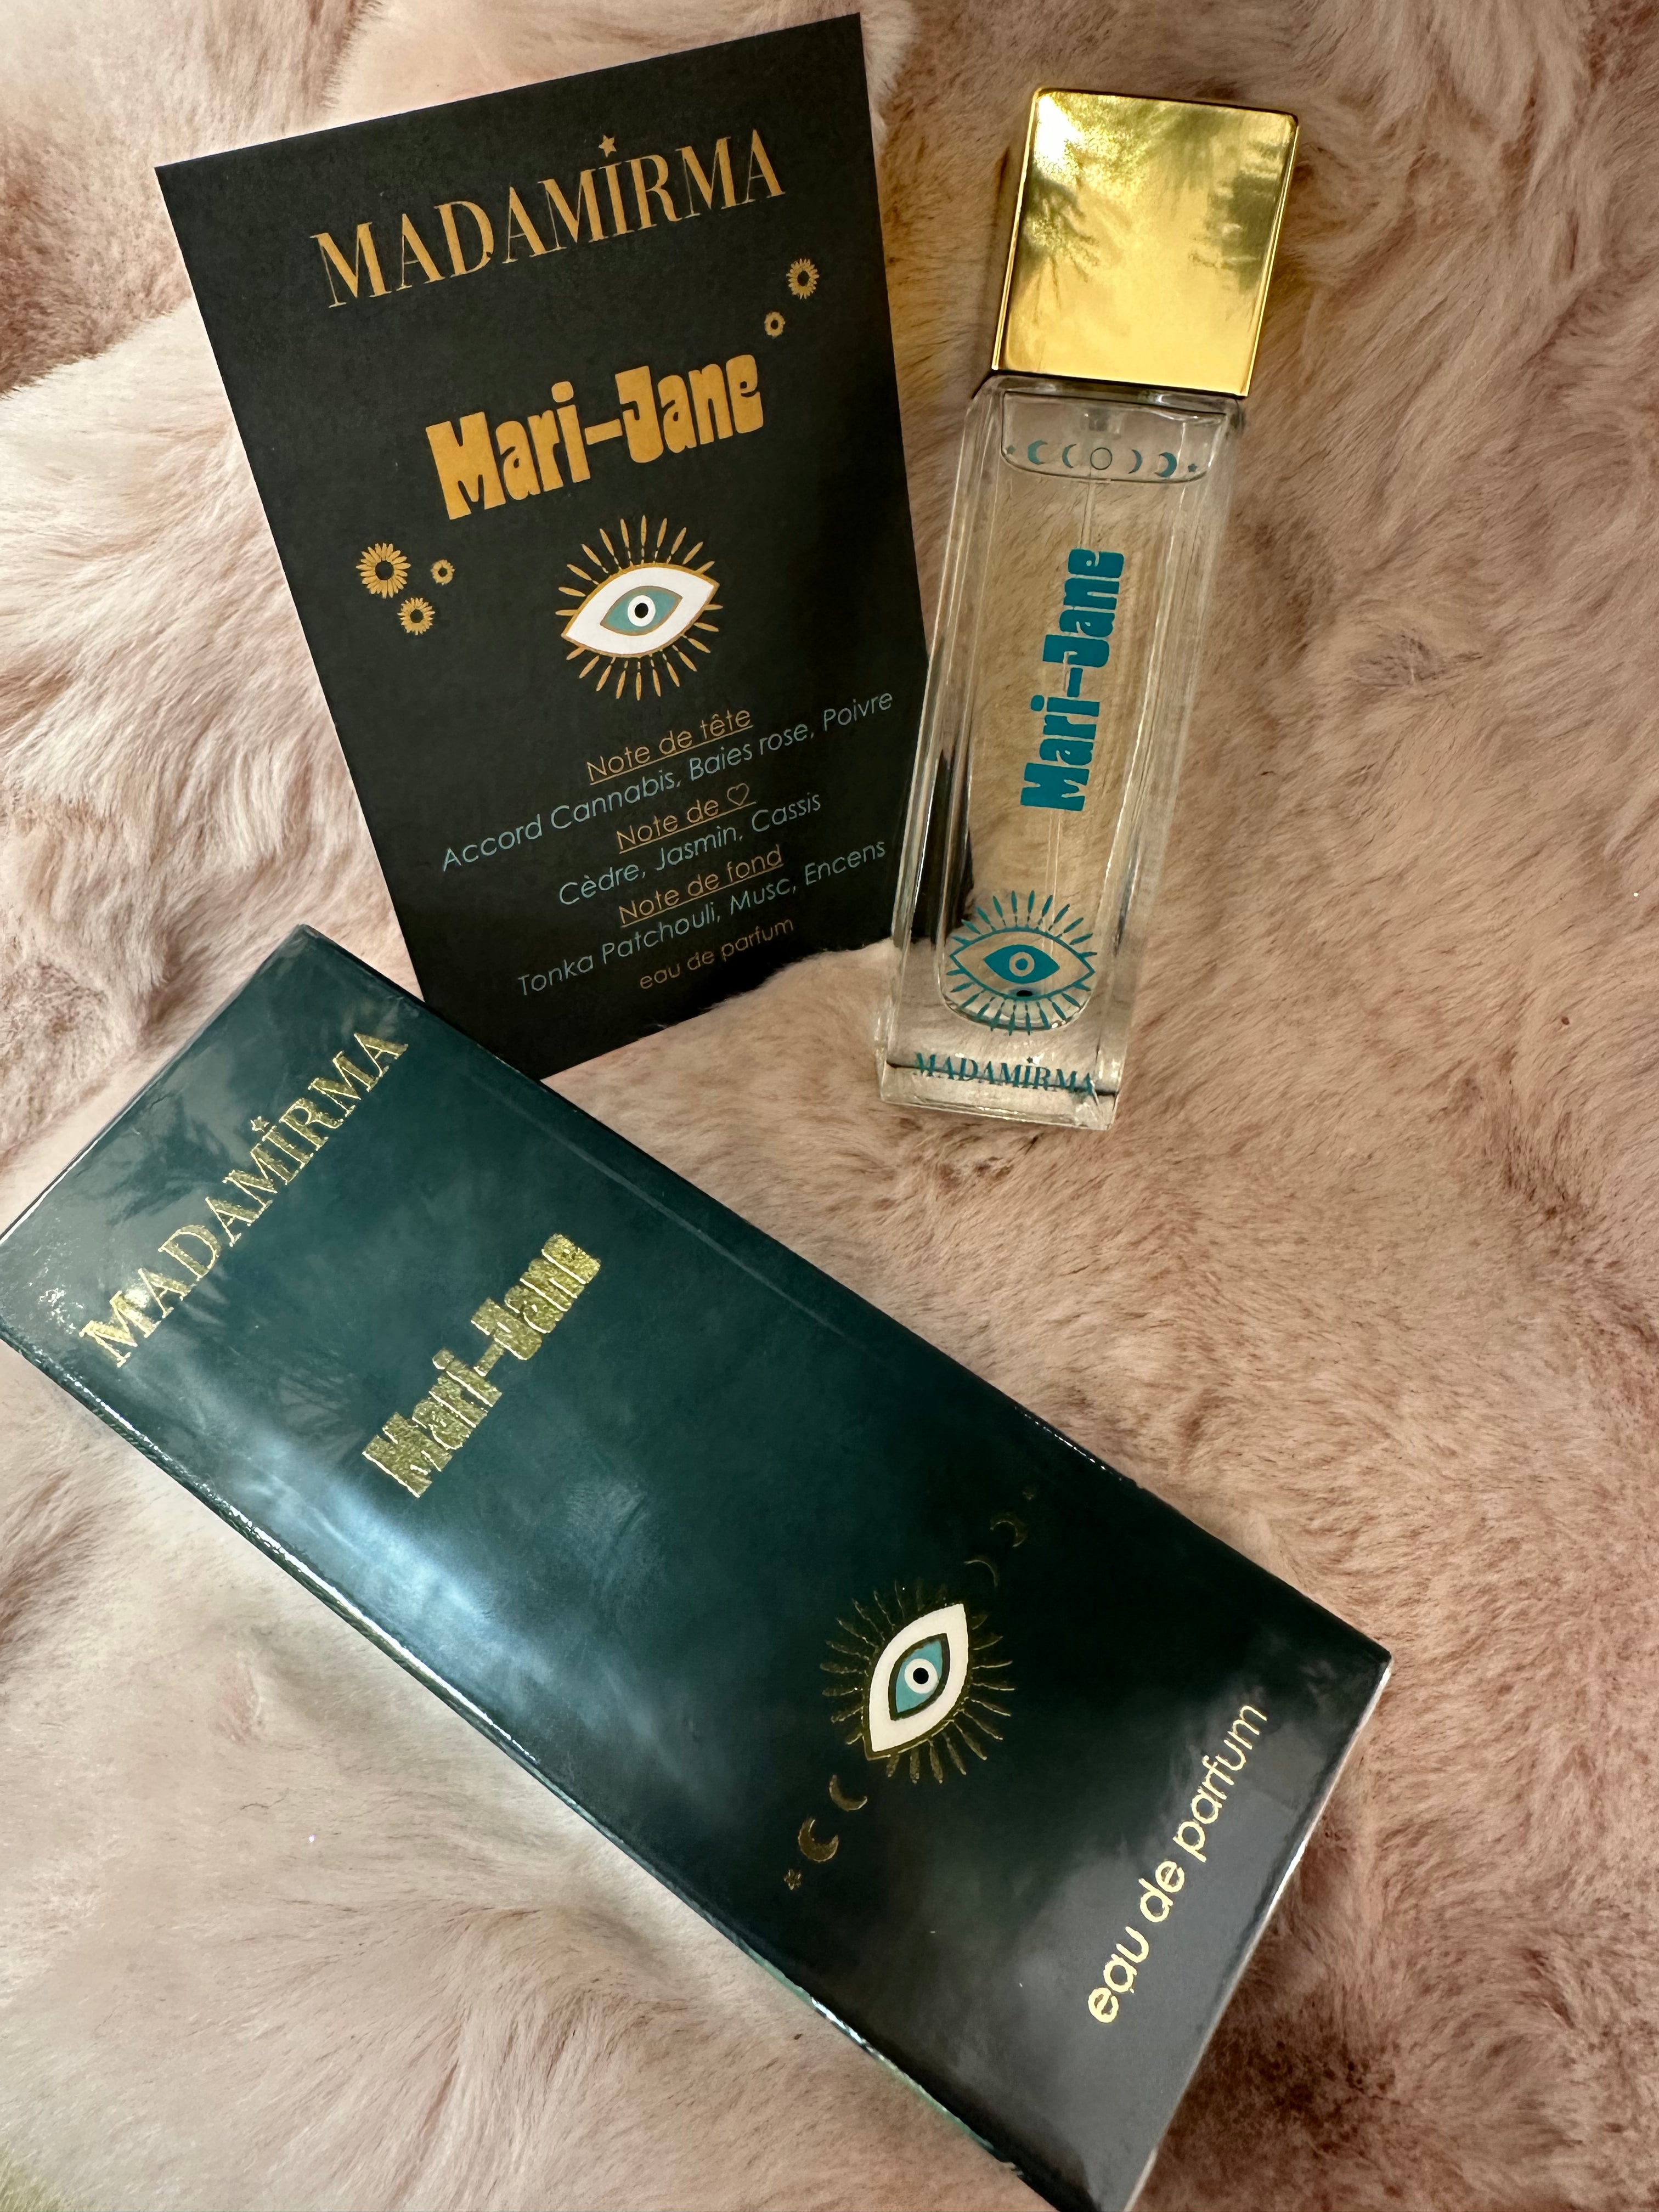 MADAMIRMA
Mari-Jane
Note de tête
Accord Cannabis, Baies rose, Poivre
Note de ♡
Cèdre, Jasmin, Cassis
Note de fond
Tonka Patchouli, Musc, Encens
eau de parfum
Mari-Jane
MADAMIRMA
MADAMIRMA
Mari-Jane
eau de parfum